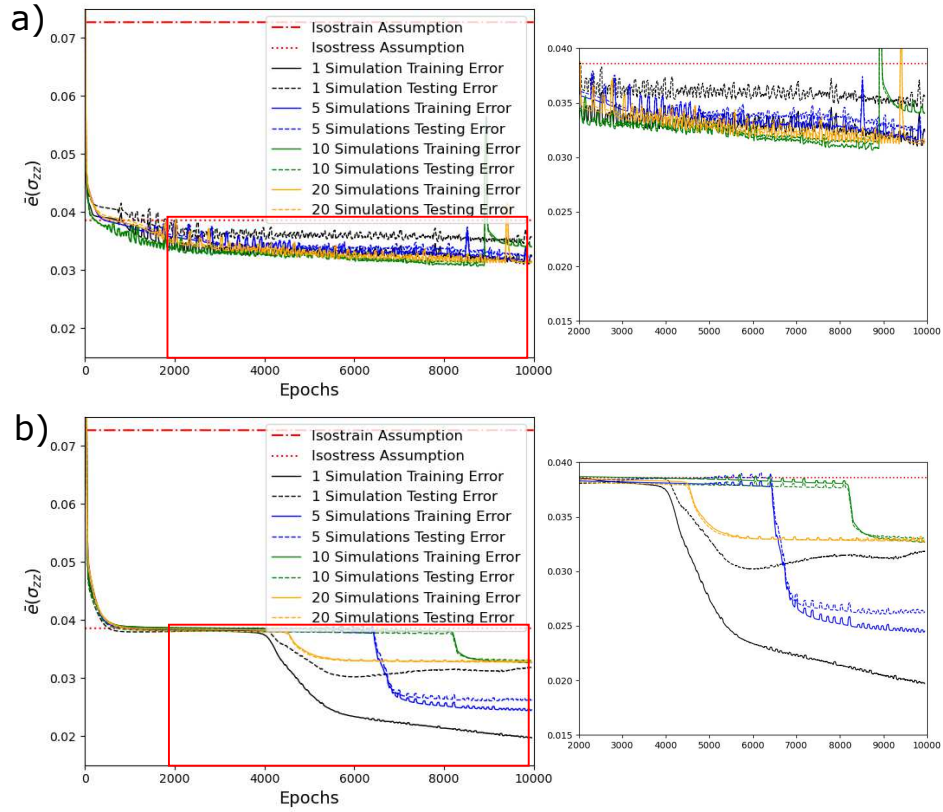 a)
0.07
0.06
0.05
0.04
0.03
0.02
ē(σzz)
Isostrain Assumption
Isostress Assumption
1 Simulation Training Error
1 Simulation Testing Error
5 Simulations Training Error
5 Simulations Testing Error
10 Simulations Training Error
10 Simulations Testing Error
20 Simulations Training Error
20 Simulations Testing Error
0 2000 4000 6000 8000 10000
Epochs
0.040
0.035
0.030
0.025
0.020
0.015
2000 3000 4000 5000 6000 7000 8000 9000 10000
b)
0.07
0.06
0.05
0.04
0.03
0.02
ē(σzz)
Isostrain Assumption
Isostress Assumption
1 Simulation Training Error
1 Simulation Testing Error
5 Simulations Training Error
5 Simulations Testing Error
10 Simulations Training Error
10 Simulations Testing Error
20 Simulations Training Error
20 Simulations Testing Error
0 2000 4000 6000 8000 10000
Epochs
0.040
0.035
0.030
0.025
0.020
0.015
2000 3000 4000 5000 6000 7000 8000 9000 10000